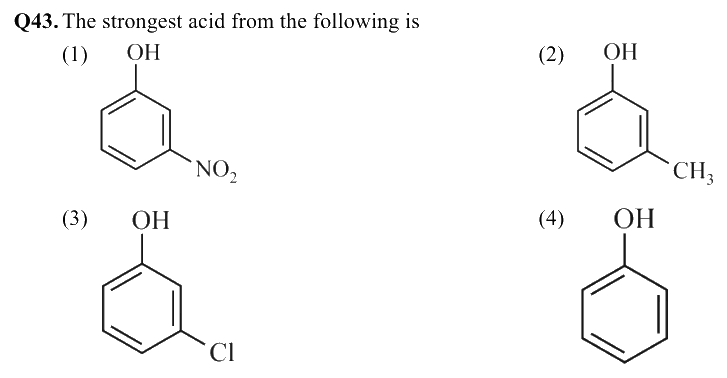 Q43. The strongest acid from the following is
(1) OH (2) OH
NO₂ CH₃
(3) OH (4) OH
Cl